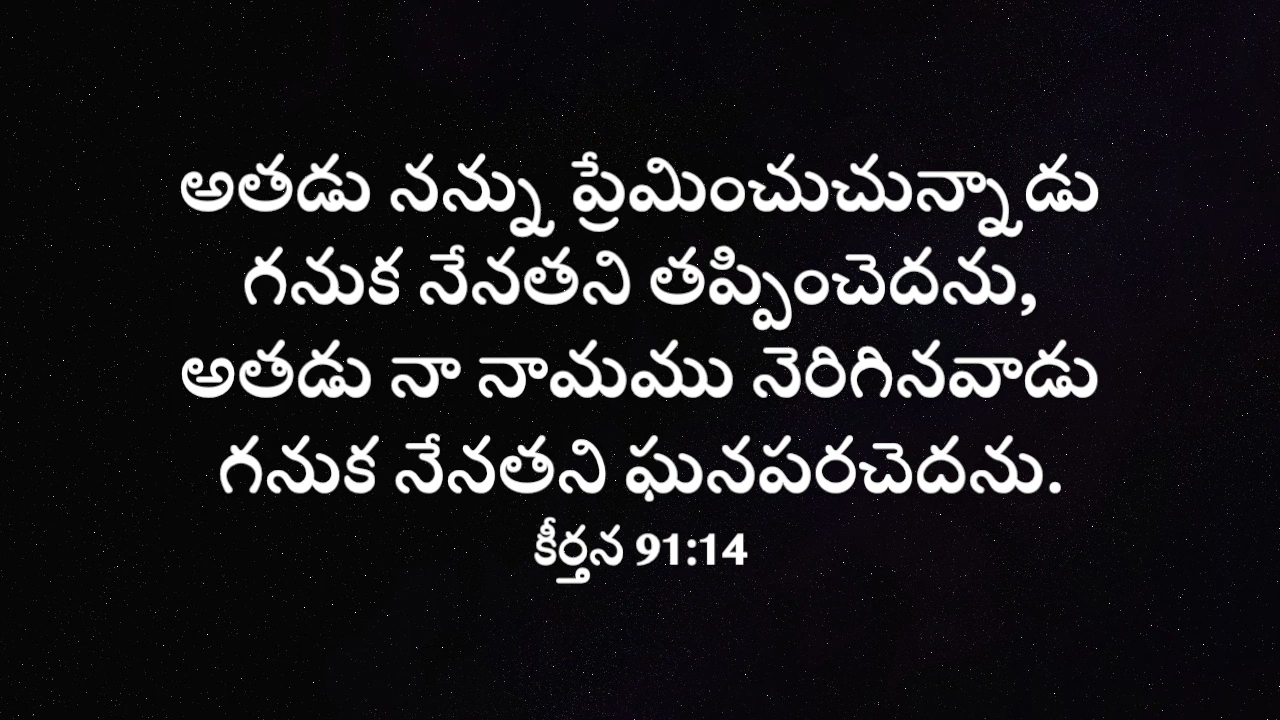 అతడు నన్ను ప్రేమించుచున్నాడు
గనుక నేనతని తప్పించెదను,
అతడు నా నామము నెరిగినవాడు
గనుక నేనతని ఘనపరచెదను.
కీర్తన 91:14